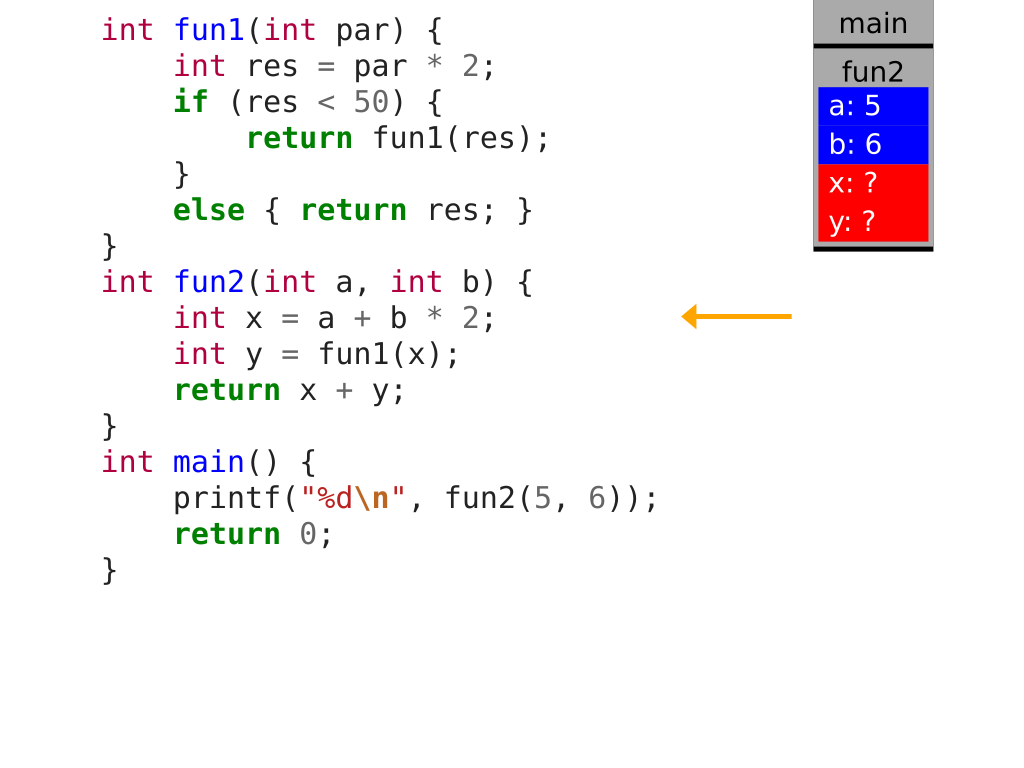 int fun1(int par) {
    int res = par * 2;
    if (res < 50) {
        return fun1(res);
    }
    else { return res; }
}
int fun2(int a, int b) {
    int x = a + b * 2;
    int y = fun1(x);
    return x + y;
}
int main() {
    printf("%d\n", fun2(5, 6));
    return 0;
}
main
fun2
a: 5
b: 6
x: ?
y: ?